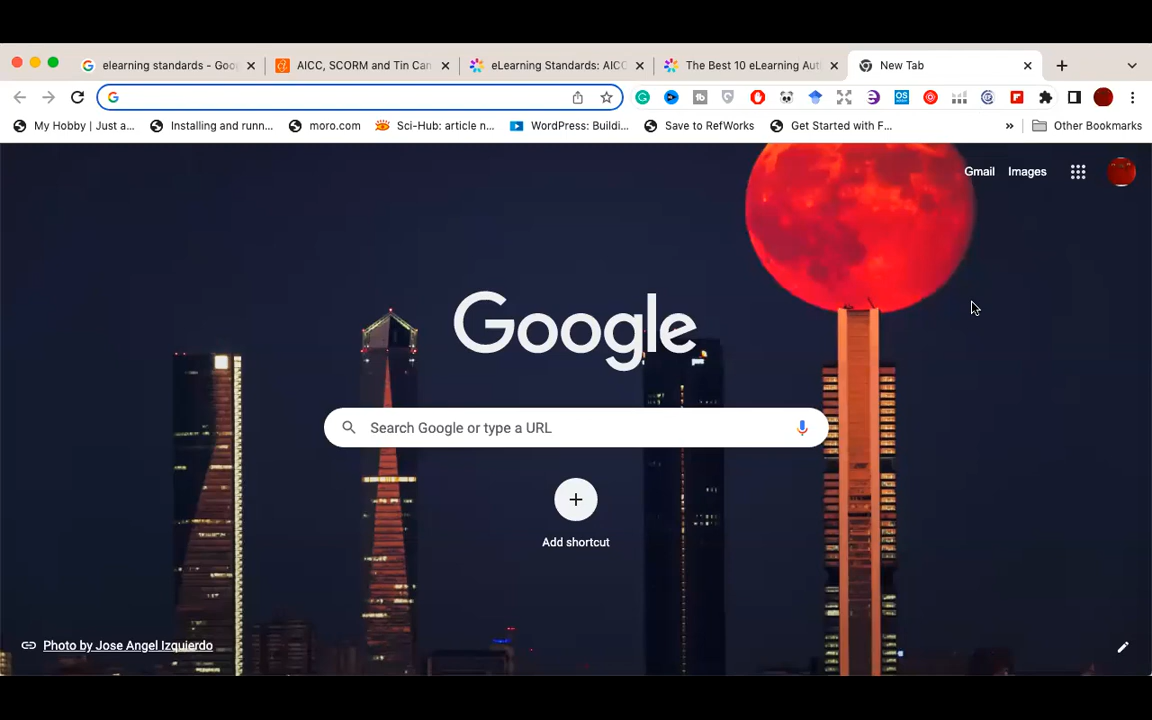 elearning standards - Goo
AICC, SCORM and Tin Can
eLearning Standards: AICC
The Best 10 eLearning Aut
New Tab
My Hobby | Just a...
Installing and runn...
moro.com
Sci-Hub: article n...
WordPress: Buildi...
Save to RefWorks
Get Started with F...
»
Other Bookmarks
Gmail
Images
Google
Search Google or type a URL
Add shortcut
Photo by Jose Angel Izquierdo